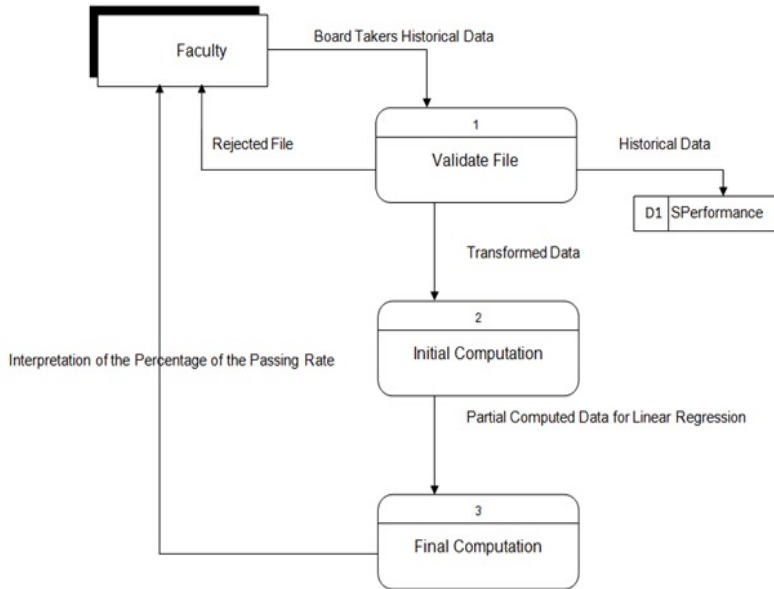 Faculty
Board Takers Historical Data
1
Validate File
Rejected File
Historical Data
D1 SPerformance
Transformed Data
2
Initial Computation
Interpretation of the Percentage of the Passing Rate
Partial Computed Data for Linear Regression
3
Final Computation